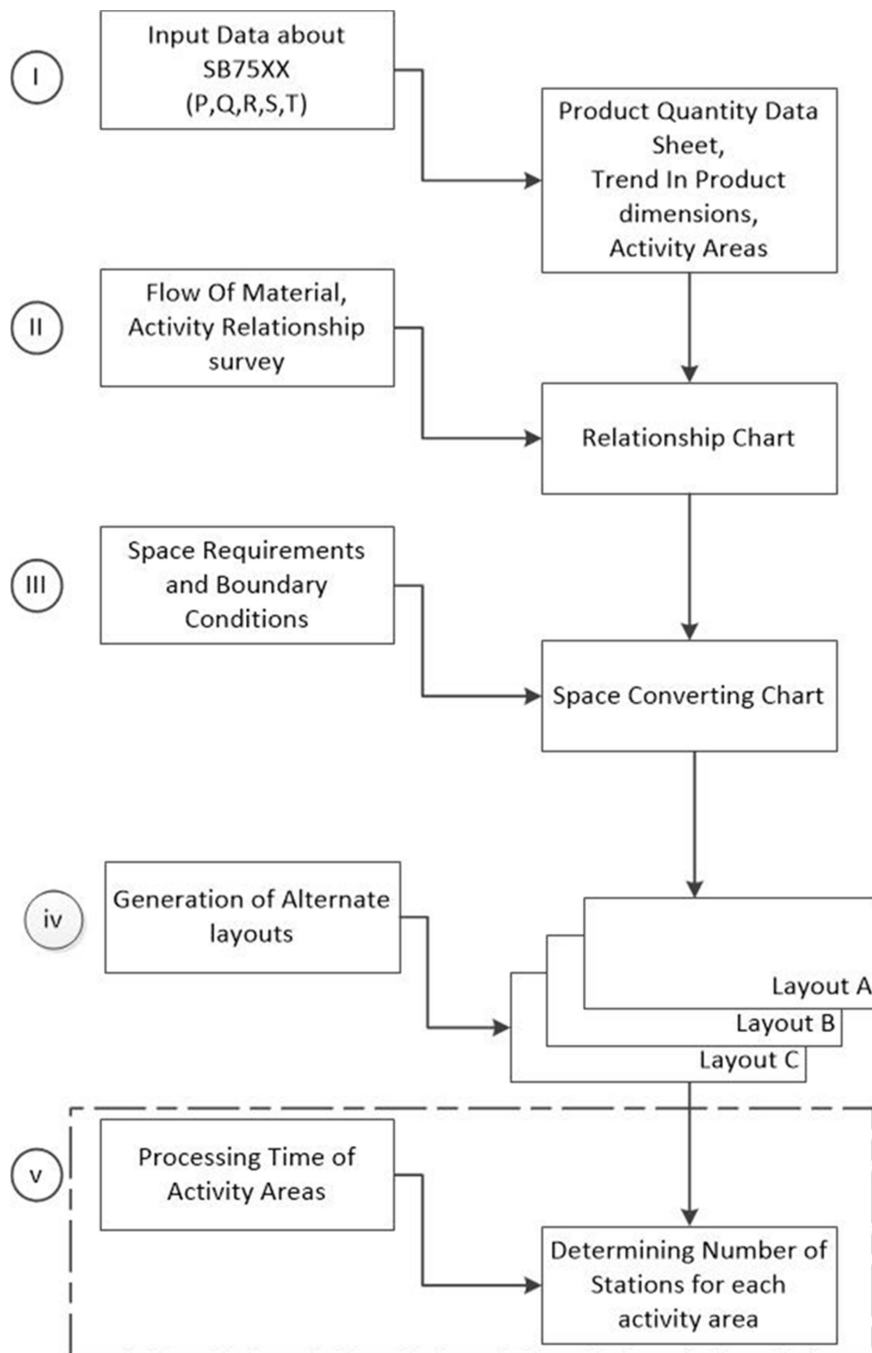 I
Input Data about
SB75XX
(P,Q,R,S,T)
Product Quantity Data
Sheet,
Trend In Product
dimensions,
Activity Areas
II
Flow Of Material,
Activity Relationship
survey
Relationship Chart
III
Space Requirements
and Boundary
Conditions
Space Converting Chart
iv
Generation of Alternate
layouts
Layout A
Layout B
Layout C
v
Processing Time of
Activity Areas
Determining Number of
Stations for each
activity area